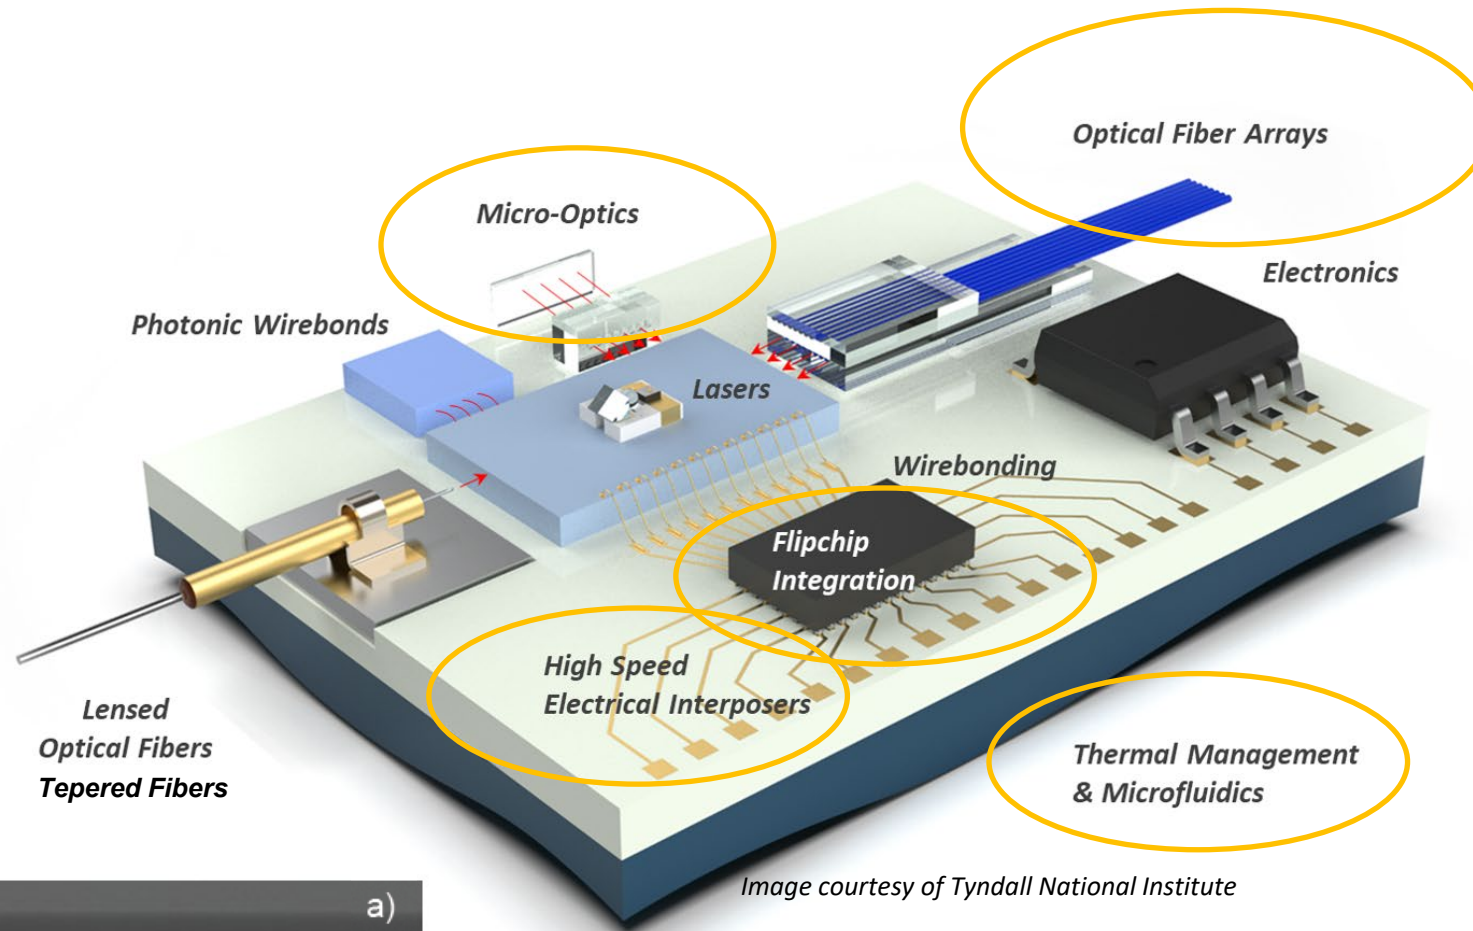 Optical Fiber Arrays
Micro-Optics
Electronics
Photonic Wirebonds
Lasers
Wirebonding
Flipchip
Integration
High Speed
Electrical Interposers
Lensed
Optical Fibers
Tepered Fibers
Thermal Management
& Microfluidics
Image courtesy of Tyndall National Institute
a)